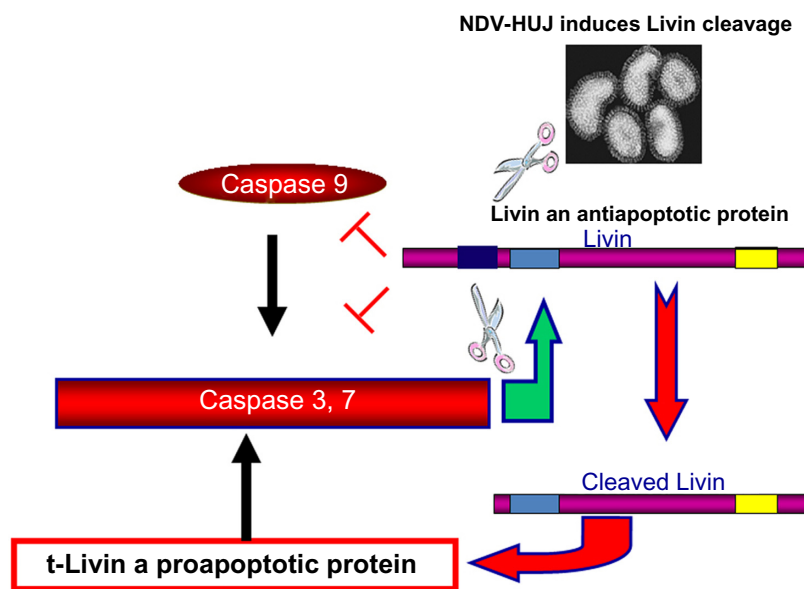 NDV-HUJ induces Livin cleavage
Caspase 9
Livin an antiapoptotic protein
Livin
Caspase 3, 7
Cleaved Livin
t-Livin a proapoptotic protein